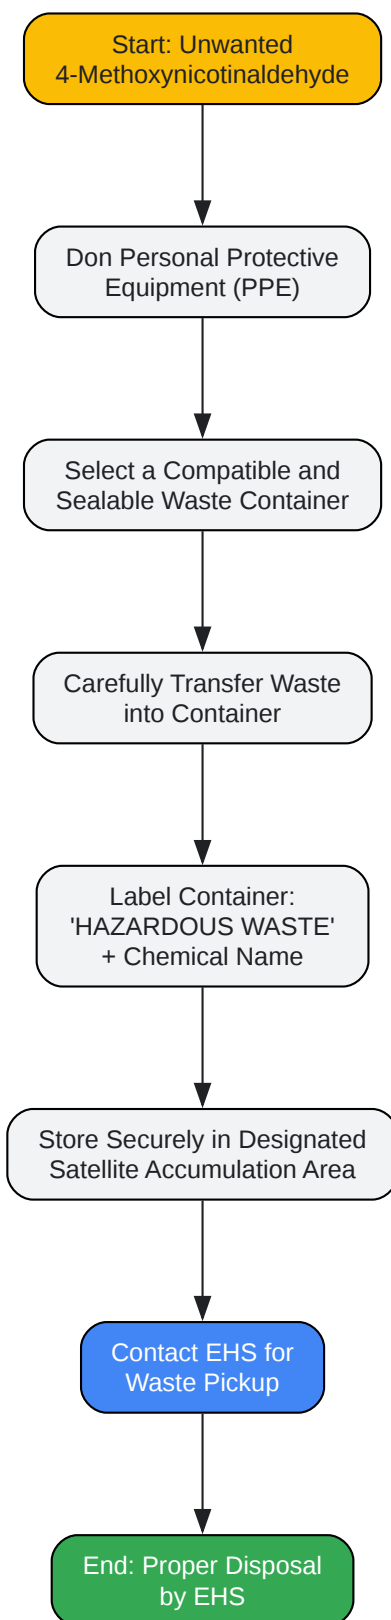 Start: Unwanted
4-Methoxynicotinaldehyde
Don Personal Protective
Equipment (PPE)
Select a Compatible and
Sealable Waste Container
Carefully Transfer Waste
into Container
Label Container:
'HAZARDOUS WASTE'
+ Chemical Name
Store Securely in Designated
Satellite Accumulation Area
Contact EHS for
Waste Pickup
End: Proper Disposal
by EHS